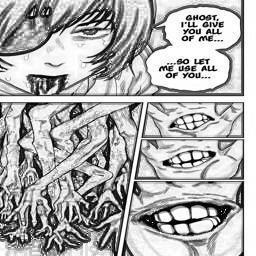 GHOST,
I'LL GIVE
YOU ALL
OF ME...
...SO LET
ME USE ALL
OF YOU...